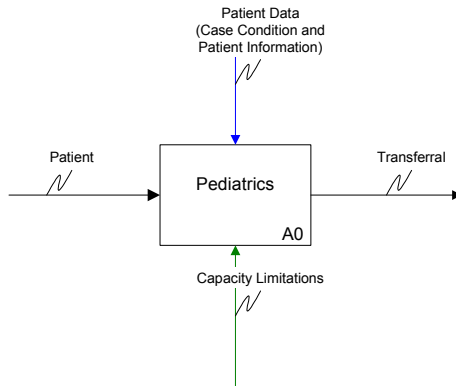 Patient Data
(Case Condition and
Patient Information)
Patient
Transferral
Pediatrics
A0
Capacity Limitations